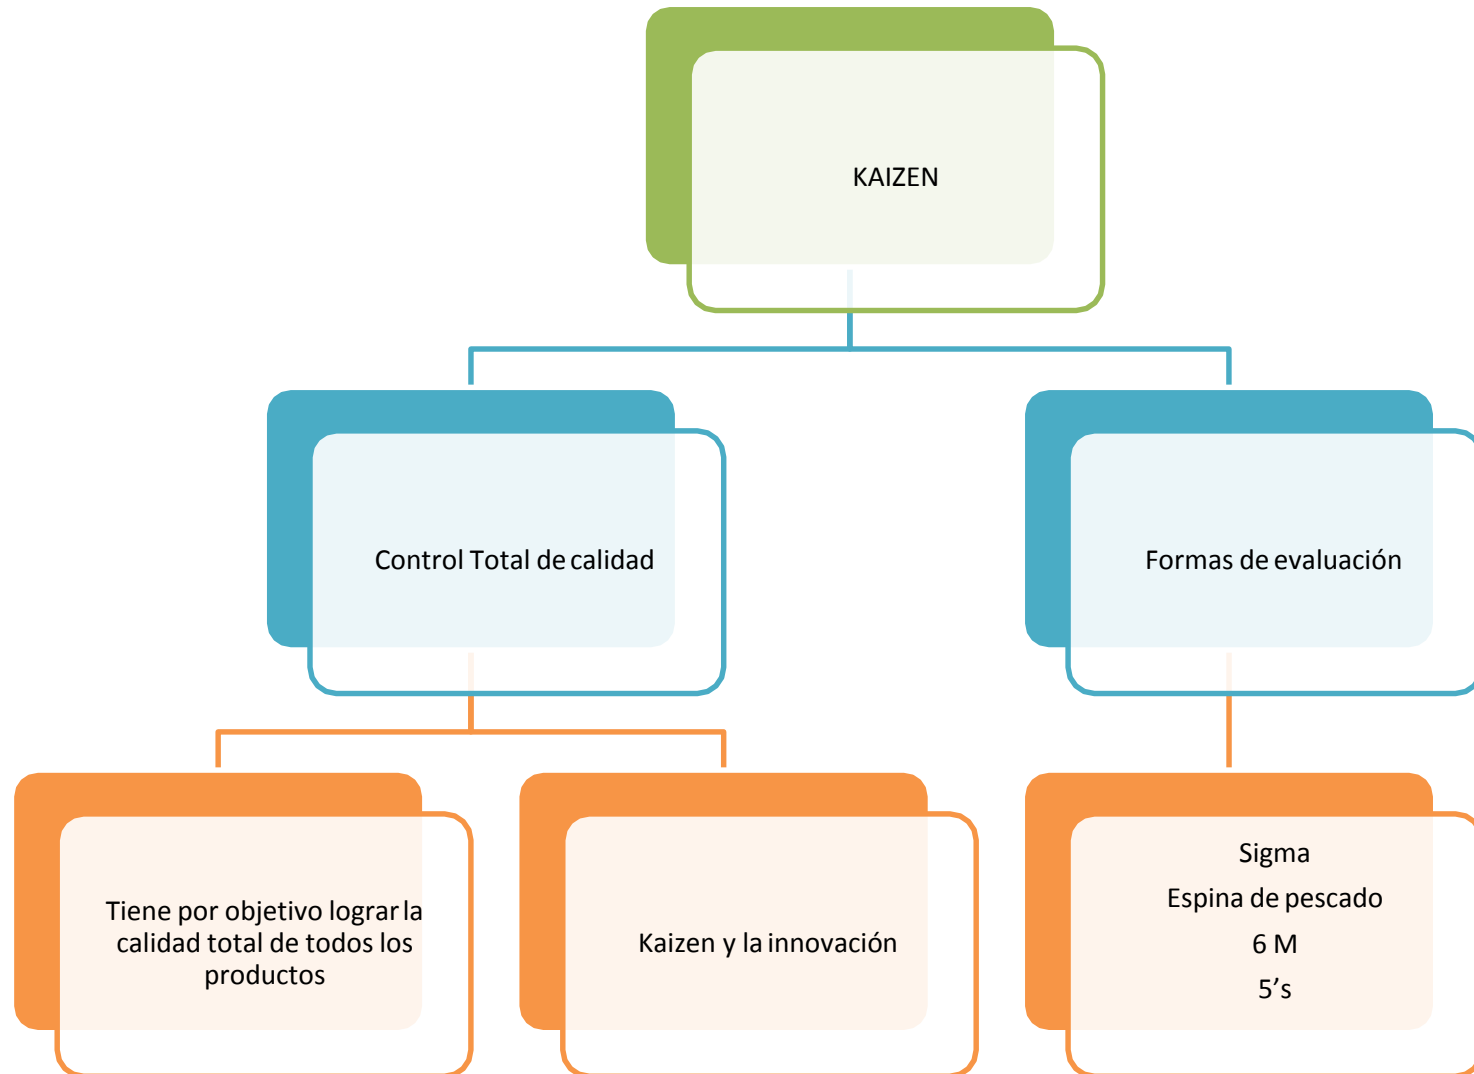 KAIZEN
Control Total de calidad
Formas de evaluación
Tiene por objetivo lograr la
calidad total de todos los
productos
Kaizen y la innovación
Sigma
Espina de pescado
6 M
5’s